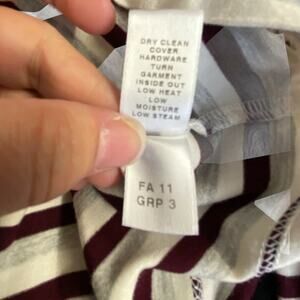 DRY CLEAN
COVER
HARDWARE
TURN
GARMENT
INSIDE OUT
LOW HEAT
LOW
MOISTURE
LOW STEAM
FA 11
GRP 3